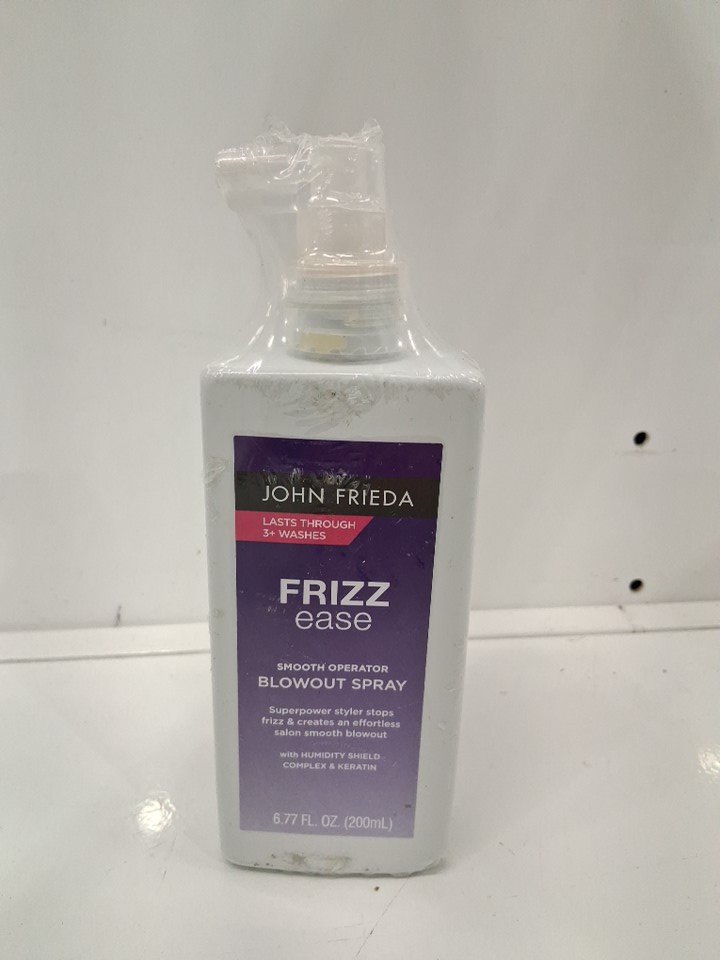 JOHN FRIEDA
LASTS THROUGH
3+ WASHES
FRIZZ
ease
SMOOTH OPERATOR
BLOWOUT SPRAY
Superpower styler stops
frizz & creates an effortless
salon smooth blowout
with HUMIDITY SHIELD
COMPLEX & KERATIN
6.77 FL. OZ. (200mL)